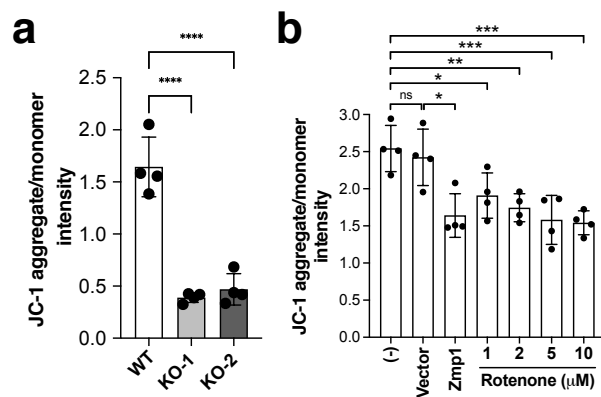 a
****
****
JC-1 aggregate/monomer
intensity
2.5
2.0
1.5
1.0
0.5
0.0
WT
KO-1
KO-2
b
***
***
**
*
ns
*
JC-1 aggregate/monomer
intensity
3.0
2.5
2.0
1.5
1.0
0.5
0.0
(-)
Vector
Zmp1
1
2
5
10
Rotenone (μM)